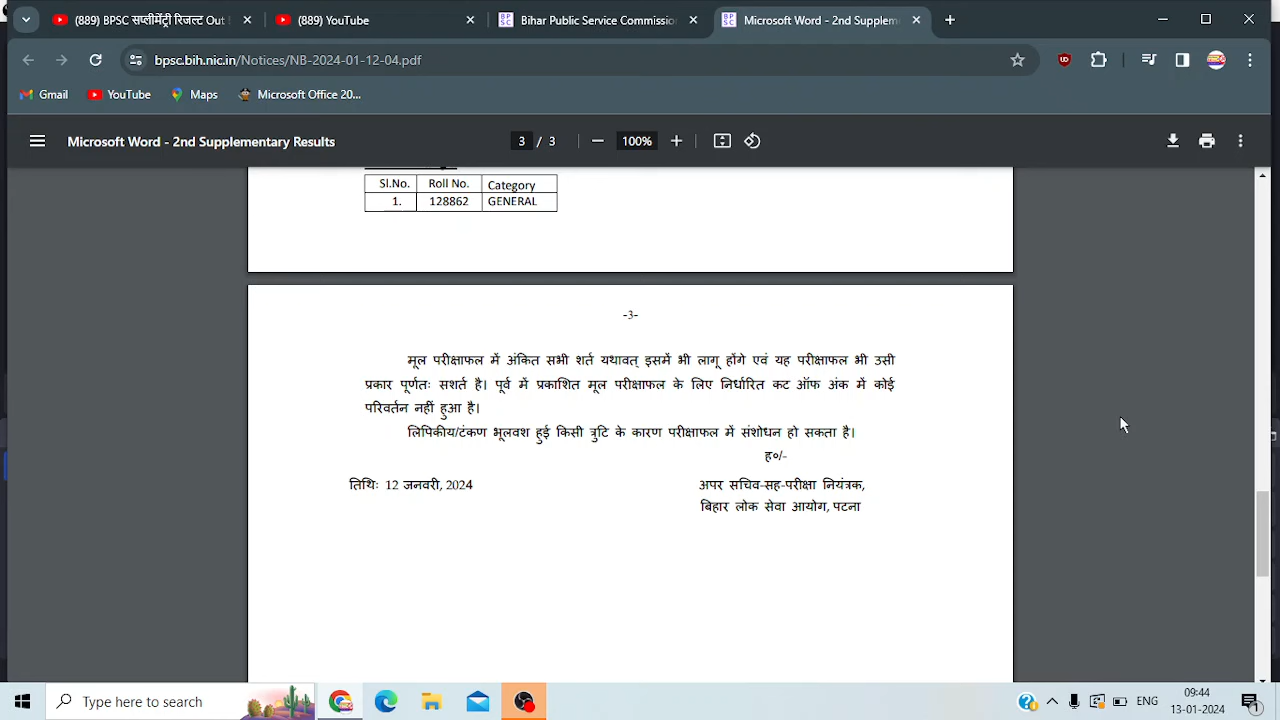 (889) BPSC सप्लीमेंट्री रिजल्ट Out
(889) YouTube
Bihar Public Service Commission
Microsoft Word - 2nd Supplem
bpsc.bih.nic.in/Notices/NB-2024-01-12-04.pdf
Gmail
YouTube
Maps
Microsoft Office 20...
Microsoft Word - 2nd Supplementary Results
3 / 3
100%
Sl.No. Roll No. Category
1. 128862 GENERAL
-3-
मूल परीक्षाफल में अंकित सभी शर्त यथावत् इसमें भी लागू होंगे एवं यह परीक्षाफल भी उसी
प्रकार पूर्णतः सशर्त है। पूर्व में प्रकाशित मूल परीक्षाफल के लिए निर्धारित कट ऑफ अंक में कोई
परिवर्तन नहीं हुआ है।
लिपिकीय/टंकण भूलवश हुई किसी त्रुटि के कारण परीक्षाफल में संशोधन हो सकता है।
ह०/-
तिथिः 12 जनवरी, 2024
अपर सचिव-सह-परीक्षा नियंत्रक,
बिहार लोक सेवा आयोग, पटना
Type here to search
ENG
09:44
13-01-2024